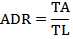 ADR = TA / TL